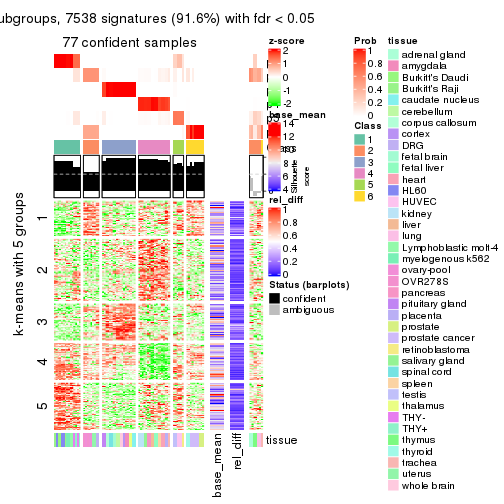 ubgroups, 7538 signatures (91.6%) with fdr < 0.05
77 confident samples
k-means with 5 groups
1
2
3
4
5
Silhouette
score
base_mean
rel_diff
tissue
z-score
2
1
0
-1
-2
base_mean
14
12
10
8
6
4
rel_diff
1
0.8
0.6
0.4
0.2
0
Status (barplots)
confident
ambiguous
Prob
1
0.8
0.6
0.4
0.2
0
Class
1
2
3
4
5
6
tissue
adrenal gland
amygdala
Burkitt's Daudi
Burkitt's Raji
caudate nucleus
cerebellum
corpus callosum
cortex
DRG
fetal brain
fetal liver
heart
HL60
HUVEC
kidney
liver
lung
Lymphoblastic molt-4
myelogenous k562
ovary-pool
OVR278S
pancreas
pituitary gland
placenta
prostate
prostate cancer
retinoblastoma
salivary gland
spinal cord
spleen
testis
thalamus
THY-
THY+
thymus
thyroid
trachea
uterus
whole brain